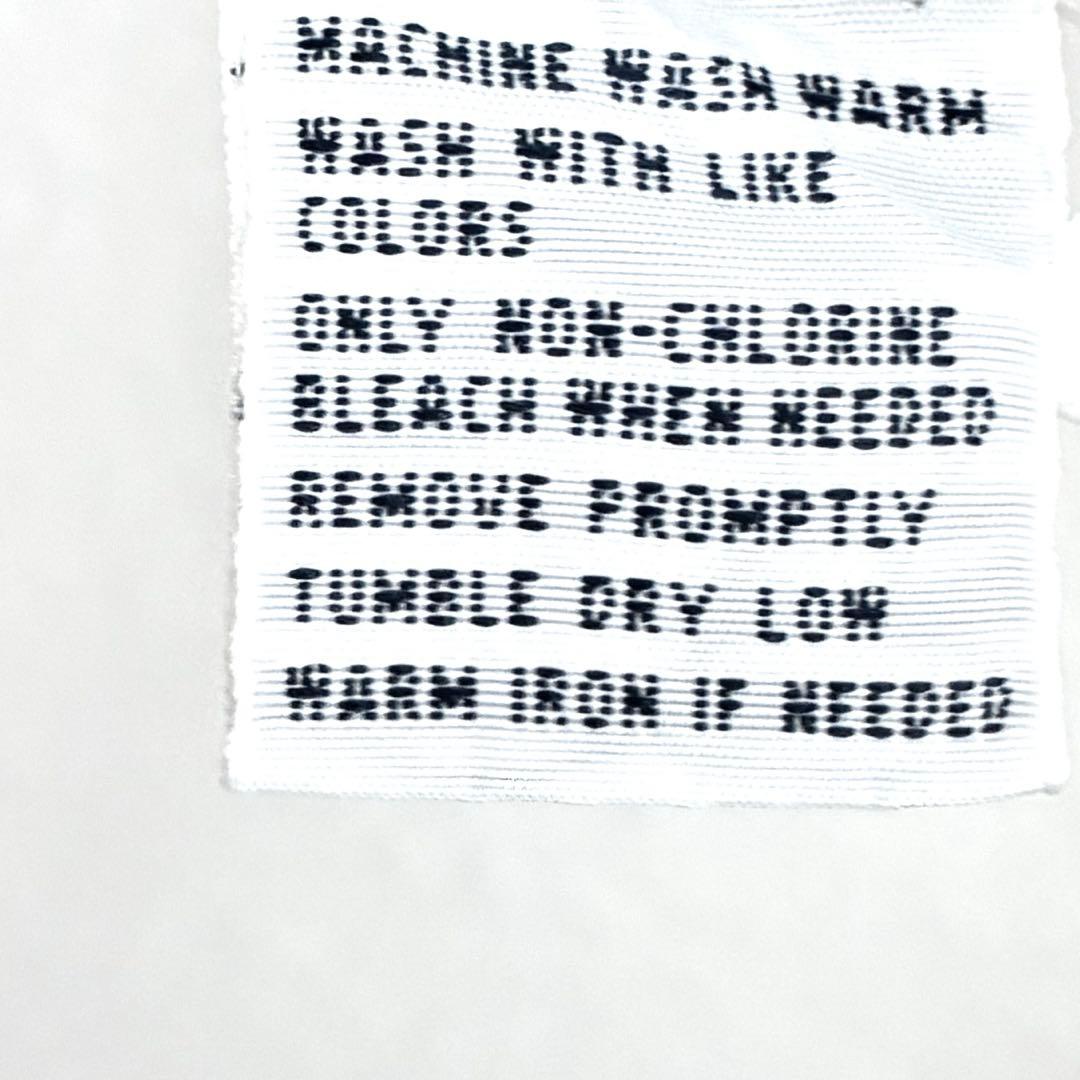 MACHINE WASH WARM
WASH WITH LIKE
COLORS
ONLY NON-CHLORINE
BLEACH WHEN NEEDED
REMOVE PROMPTLY
TUMBLE DRY LOW
WARM IRON IF NEEDED